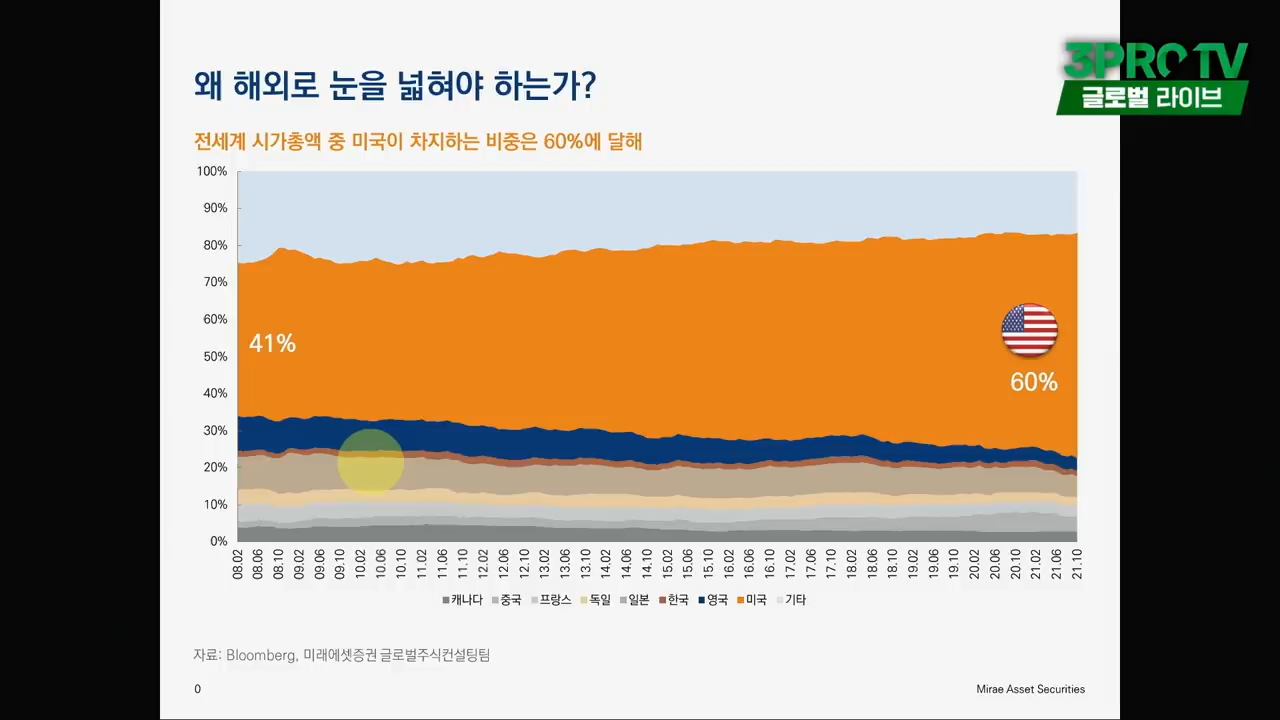 3PRO TV
글로벌 라이브
왜 해외로 눈을 넓혀야 하는가?
전세계 시가총액 중 미국이 차지하는 비중은 60%에 달해
100%
90%
80%
70%
60%
50%
40%
30%
20%
10%
0%
41%
60%
08.02 08.06 08.10 09.02 09.06 09.10 10.02 10.06 10.10 11.02 11.06 11.10 12.02 12.06 12.10 13.02 13.06 13.10 14.02 14.06 14.10 15.02 15.06 15.10 16.02 16.06 16.10 17.02 17.06 17.10 18.02 18.06 18.10 19.02 19.06 19.10 20.02 20.06 20.10 21.02 21.06 21.10
캐나다 중국 프랑스 독일 일본 한국 영국 미국 기타
자료: Bloomberg, 미래에셋증권 글로벌주식컨설팅팀
0
Mirae Asset Securities